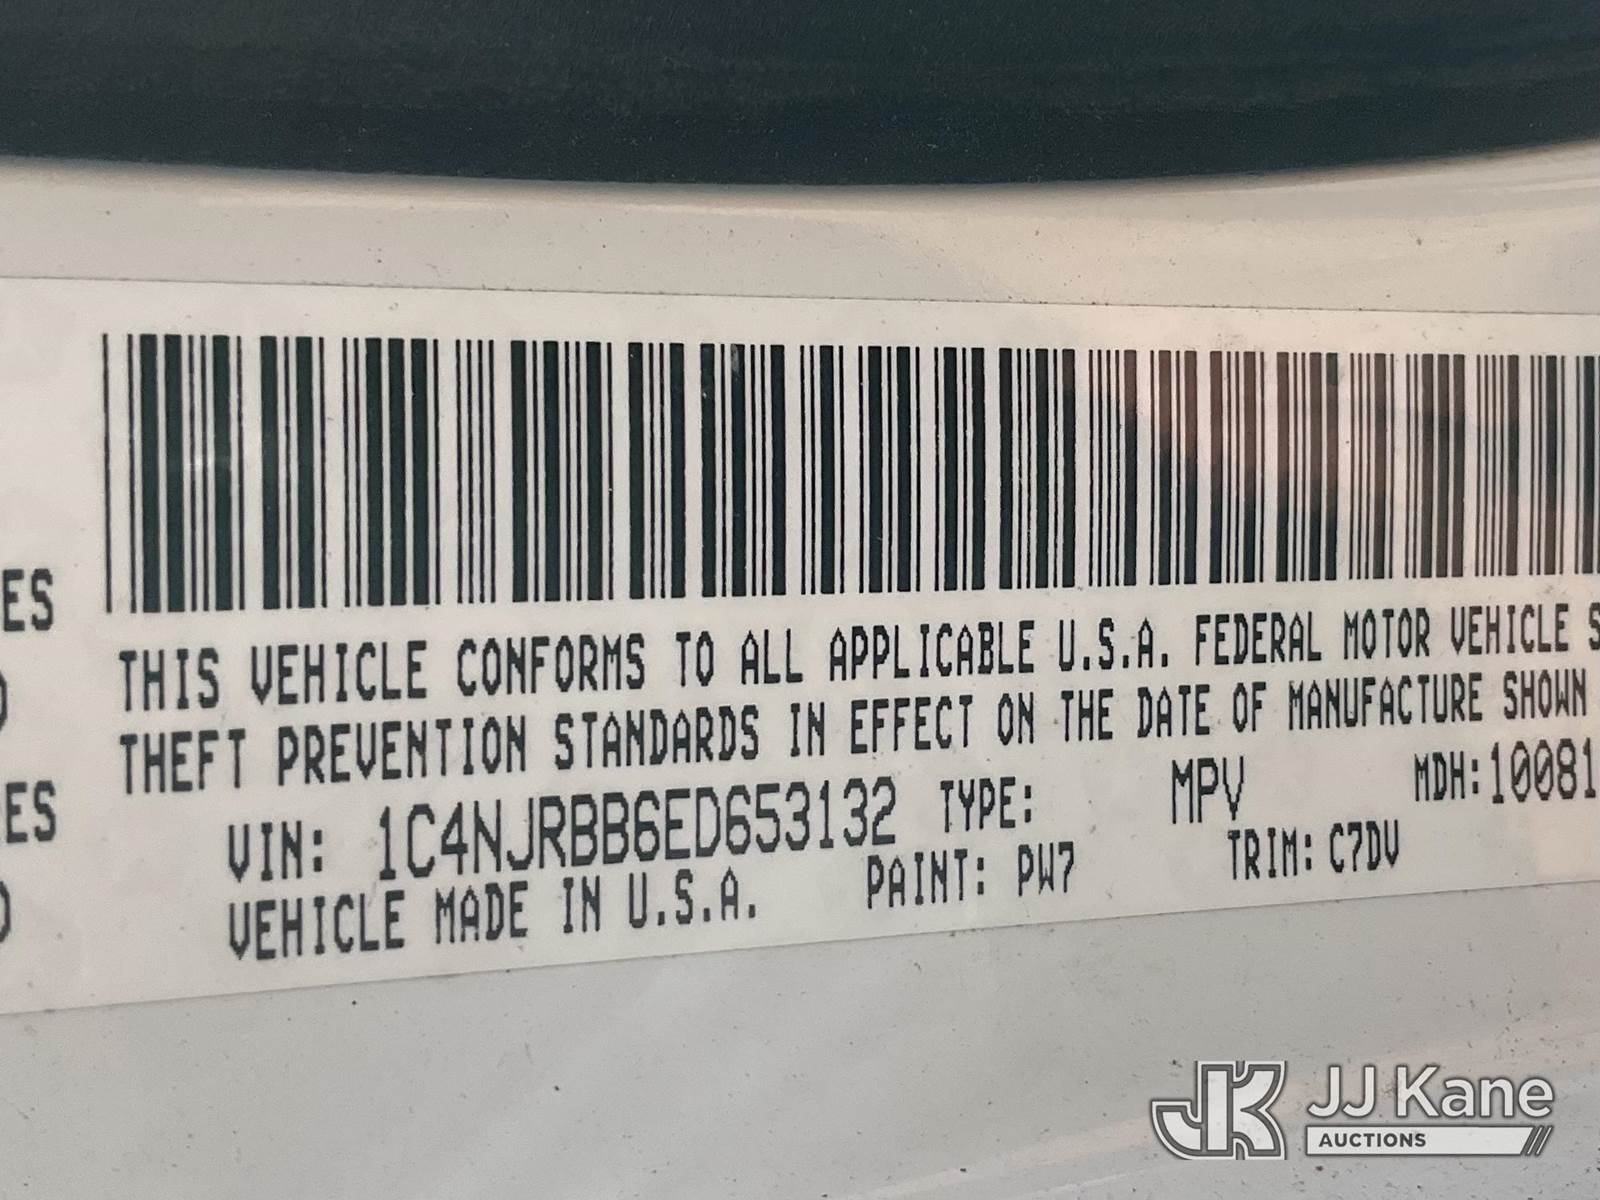 ES
THIS VEHICLE CONFORMS TO ALL APPLICABLE U.S.A. FEDERAL MOTOR VEHICLE S
THEFT PREVENTION STANDARDS IN EFFECT ON THE DATE OF MANUFACTURE SHOWN
ES
VIN: 1C4NJRBB6ED653132 TYPE: MPV MDH:10081
VEHICLE MADE IN U.S.A. PAINT: PW7 TRIM: C7DV
JK JJ Kane
AUCTIONS